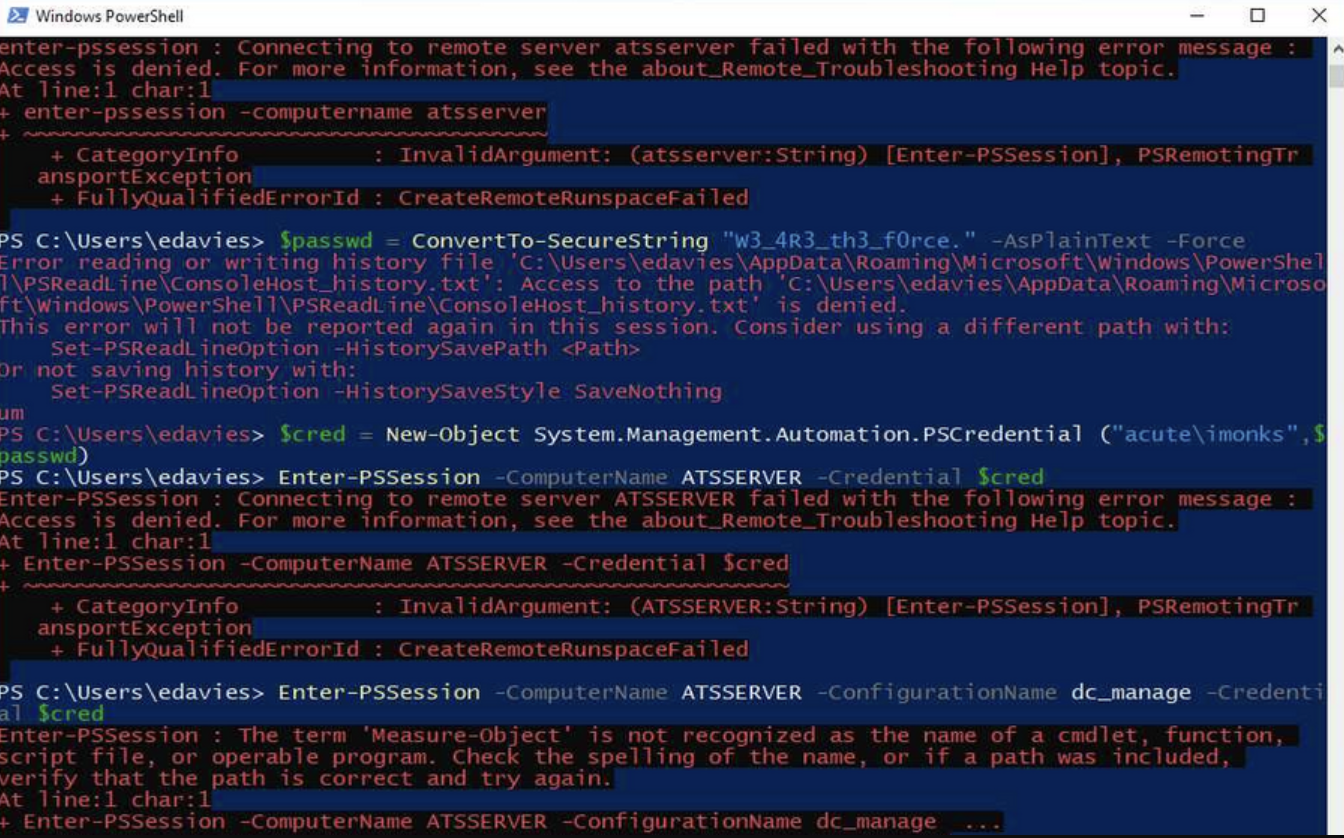 Windows PowerShell
enter-pssession : Connecting to remote server atsserver failed with the following error message :
Access is denied. For more information, see the about_Remote_Troubleshooting Help topic.
At line:1 char:1
+ enter-pssession -computername atsserver
+ ~~~~~~~~~~~~~~~~~~~~~~~~~~~~~~~~~~~~~~~
+ CategoryInfo : InvalidArgument: (atsserver:String) [Enter-PSSession], PSRemotingTr
ansportException
+ FullyQualifiedErrorId : CreateRemoteRunspaceFailed
PS C:\Users\edavies> $passwd = ConvertTo-SecureString "W3_4R3_th3_f0rce." -AsPlainText -Force
Error reading or writing history file 'C:\Users\edavies\AppData\Roaming\Microsoft\Windows\PowerShel
l\PSReadLine\ConsoleHost_history.txt': Access to the path 'C:\Users\edavies\AppData\Roaming\Microso
ft\Windows\PowerShell\PSReadLine\ConsoleHost_history.txt' is denied.
This error will not be reported again in this session. Consider using a different path with:
Set-PSReadLineOption -HistorySavePath <Path>
Or not saving history with:
Set-PSReadLineOption -HistorySaveStyle SaveNothing
um
PS C:\Users\edavies> $cred = New-Object System.Management.Automation.PSCredential ("acute\imonks",$
passwd)
PS C:\Users\edavies> Enter-PSSession -ComputerName ATSSERVER -Credential $cred
Enter-PSSession : Connecting to remote server ATSSERVER failed with the following error message :
Access is denied. For more information, see the about_Remote_Troubleshooting Help topic.
At line:1 char:1
+ Enter-PSSession -ComputerName ATSSERVER -Credential $cred
+ ~~~~~~~~~~~~~~~~~~~~~~~~~~~~~~~~~~~~~~~~~~~~~~~~~~~~~~~~~
+ CategoryInfo : InvalidArgument: (ATSSERVER:String) [Enter-PSSession], PSRemotingTr
ansportException
+ FullyQualifiedErrorId : CreateRemoteRunspaceFailed
PS C:\Users\edavies> Enter-PSSession -ComputerName ATSSERVER -ConfigurationName dc_manage -Credenti
al $cred
Enter-PSSession : The term 'Measure-Object' is not recognized as the name of a cmdlet, function,
script file, or operable program. Check the spelling of the name, or if a path was included,
verify that the path is correct and try again.
At line:1 char:1
+ Enter-PSSession -ComputerName ATSSERVER -ConfigurationName dc_manage ...